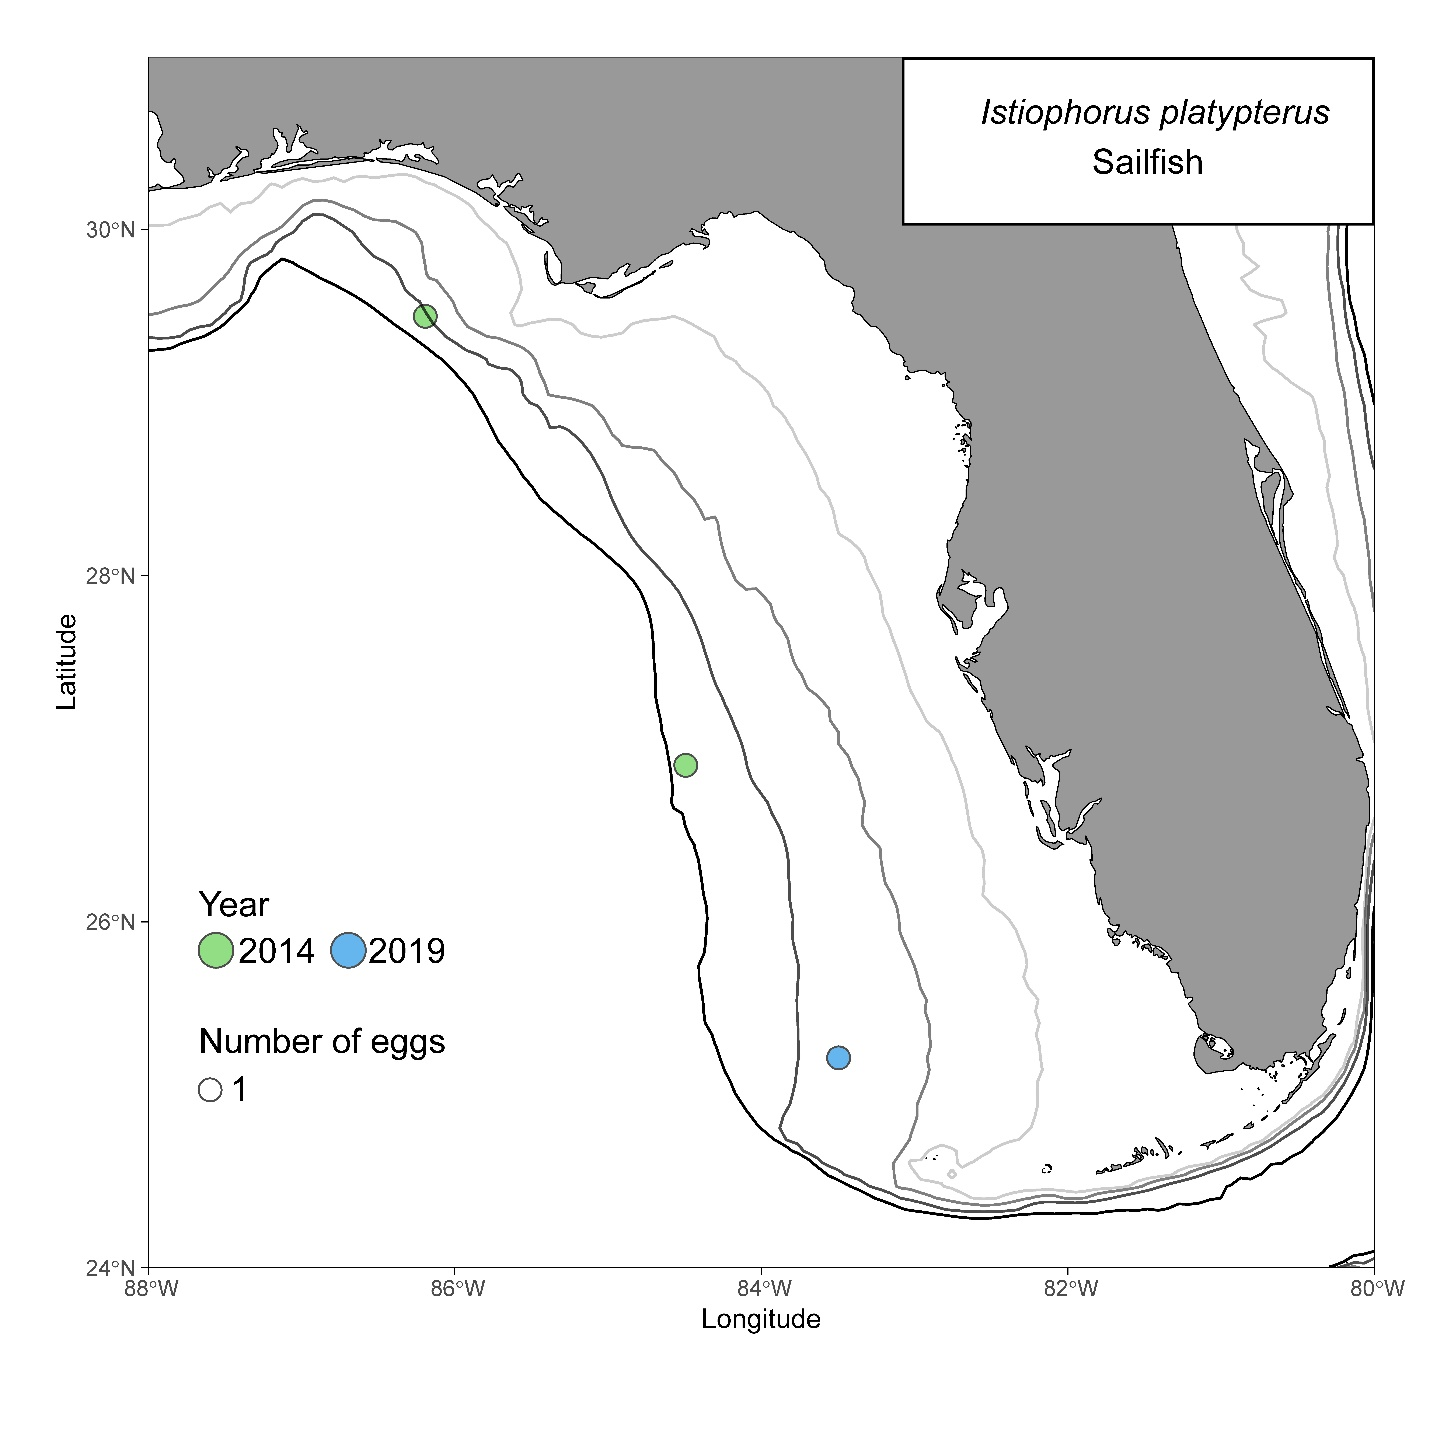 Istiophorus platypterus
Sailfish
30°N
28°N
26°N
24°N
Latitude
Year
2014 2019
Number of eggs
1
88°W 86°W 84°W 82°W 80°W
Longitude